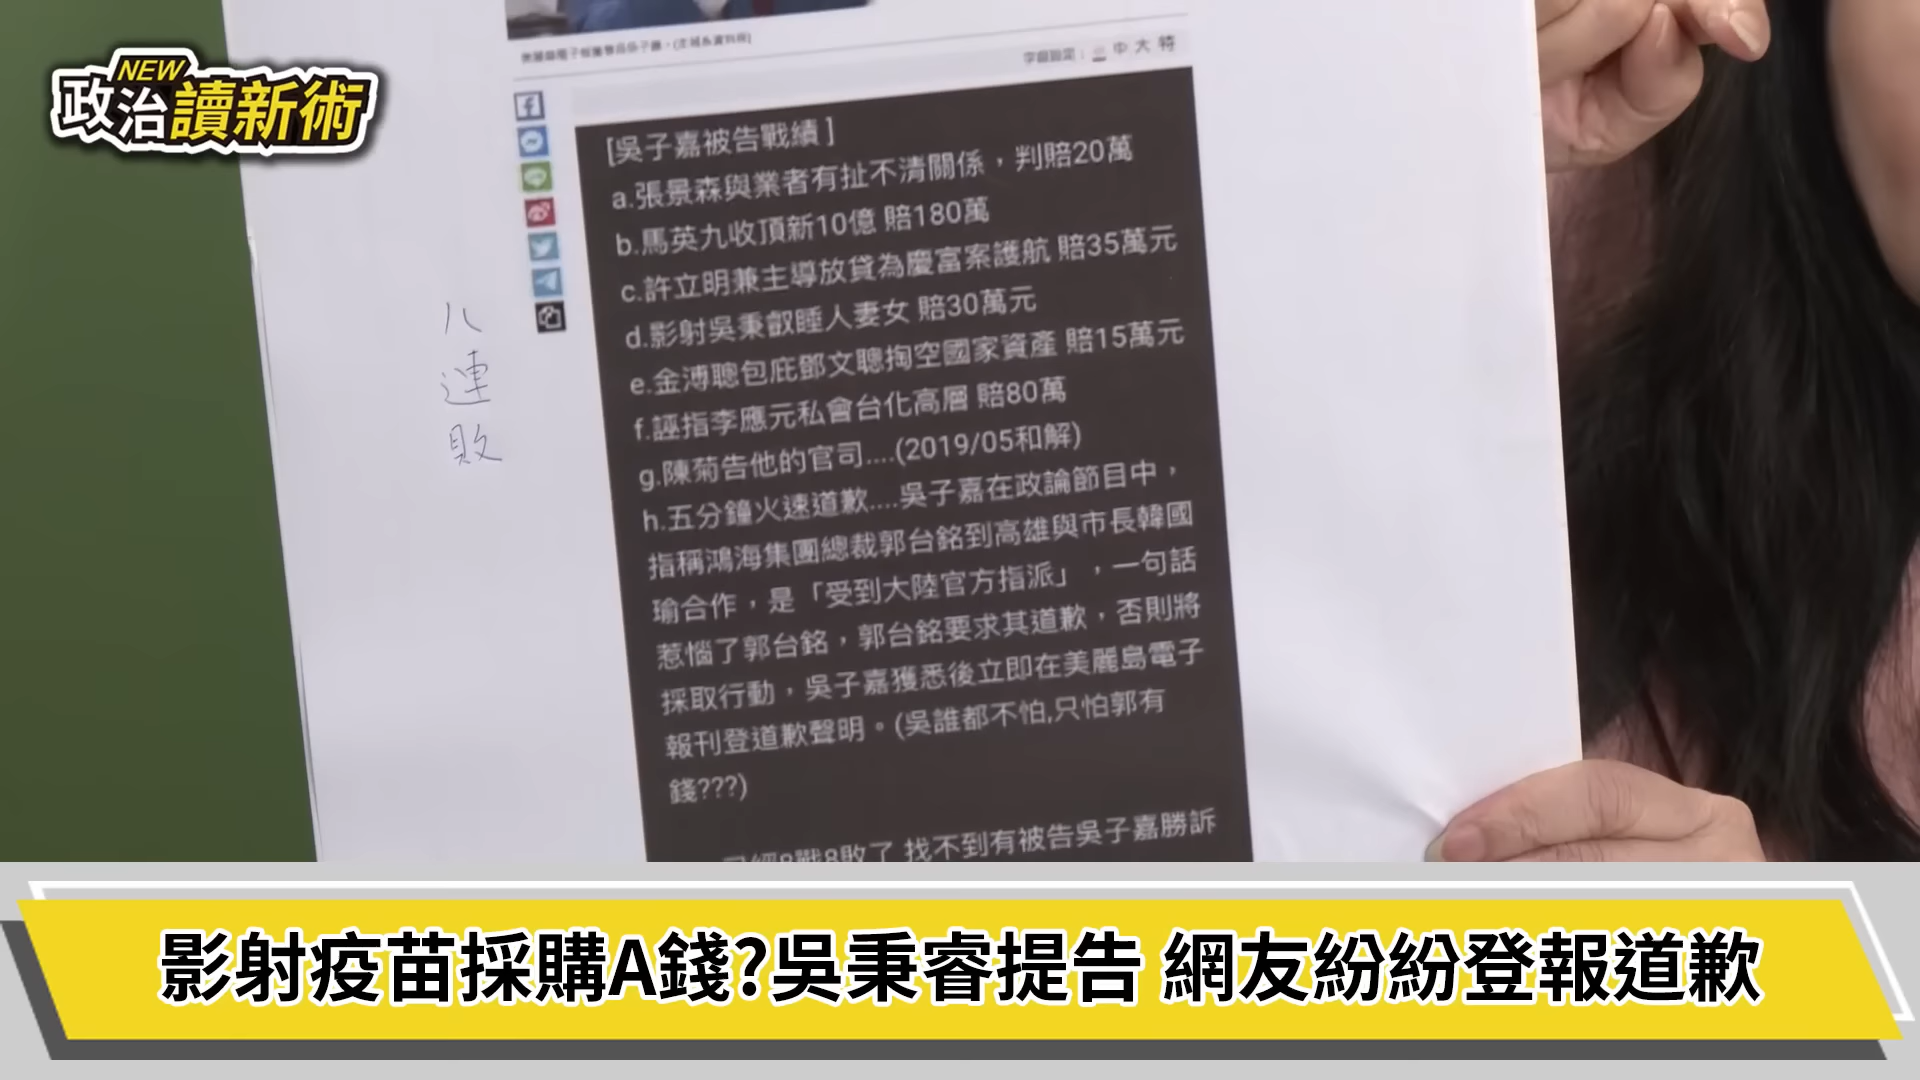 NEW
政治讀新術
字級設定： 中 大 特
[吳子嘉被告戰績]
a.張景森與業者有扯不清關係，判賠20萬
b.馬英九收頂新10億 賠180萬
c.許立明兼主導放貸為慶富案護航 賠35萬元
d.影射吳秉叡睡人妻女 賠30萬元
e.金溥聰包庇鄧文聰掏空國家資產 賠15萬元
f.誣指李應元私會台化高層 賠80萬
g.陳菊告他的官司....(2019/05和解)
h.五分鐘火速道歉....吳子嘉在政論節目中，
指稱鴻海集團總裁郭台銘到高雄與市長韓國
瑜合作，是「受到大陸官方指派」，一句話
惹惱了郭台銘，郭台銘要求其道歉，否則將
採取行動，吳子嘉獲悉後立即在美麗島電子
報刊登道歉聲明。(吳誰都不怕,只怕郭有
錢???)
已經8戰8敗了 找不到有被告吳子嘉勝訴
八連敗
影射疫苗採購A錢?吳秉睿提告 網友紛紛登報道歉